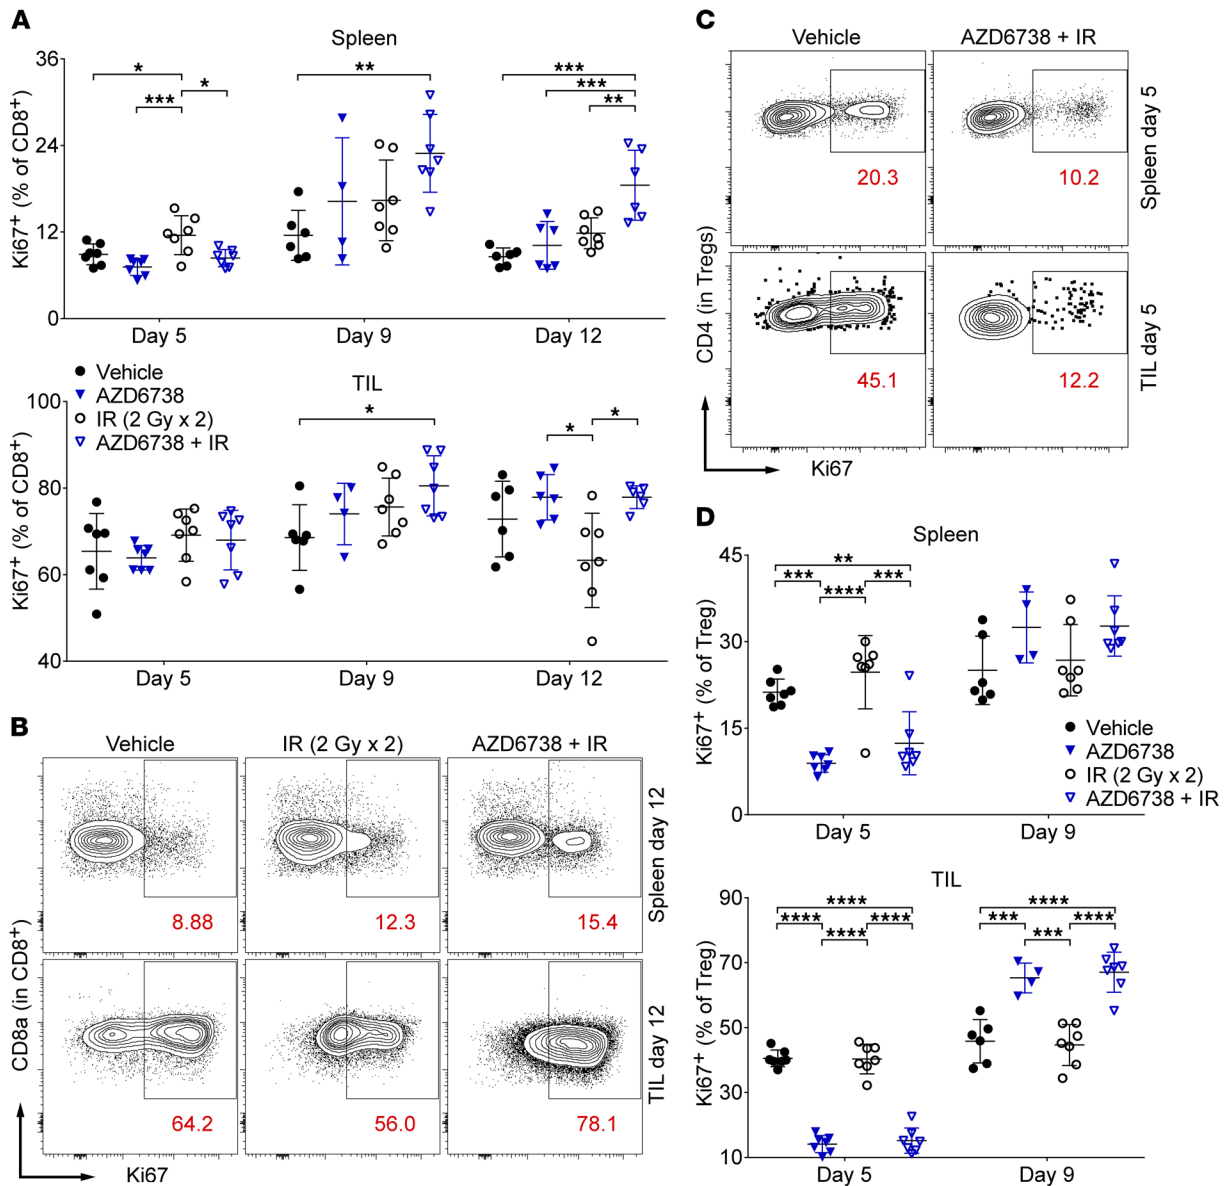 A
Spleen
Ki67+ (% of CD8+)
36
24
12
0
* *** * ** *** *** **
Day 5 Day 9 Day 12
TIL
Vehicle
AZD6738
IR (2 Gy x 2)
AZD6738 + IR
Ki67+ (% of CD8+)
100
80
60
40
* * *
Day 5 Day 9 Day 12
B
Vehicle IR (2 Gy x 2) AZD6738 + IR
8.88 12.3 15.4
Spleen day 12
64.2 56.0 78.1
TIL day 12
CD8a (in CD8+)
Ki67
C
Vehicle AZD6738 + IR
20.3 10.2
Spleen day 5
45.1 12.2
TIL day 5
CD4 (in Tregs)
Ki67
D
Spleen
Ki67+ (% of Treg)
45
30
15
0
** *** *** ****
Vehicle
AZD6738
IR (2 Gy x 2)
AZD6738 + IR
Day 5 Day 9
TIL
Ki67+ (% of Treg)
90
70
50
30
10
**** **** **** **** **** *** **** ***
Day 5 Day 9